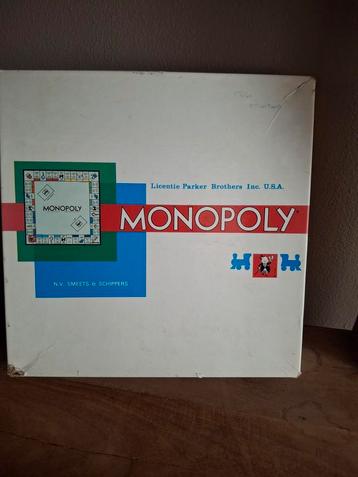 Licentie Parker Brothers Inc. U.S.A.
MONOPOLY
MONOPOLY
N.V. SMEETS & SCHIPPERS